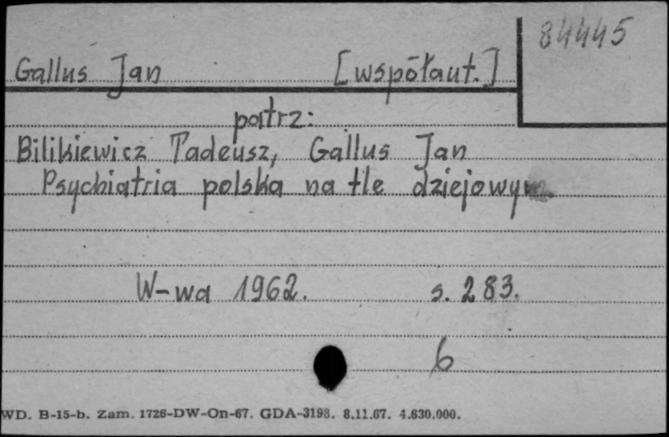 84445
Gallus Jan [współaut.]
patrz:
Bilikiewicz Tadeusz, Gallus Jan
Psychiatria polska na tle dziejowym
W-wa 1962. s. 283.
6
WD. B-15-b. Zam. 1726-DW-On-67. GDA-3198. 8.11.67. 4.630.000.